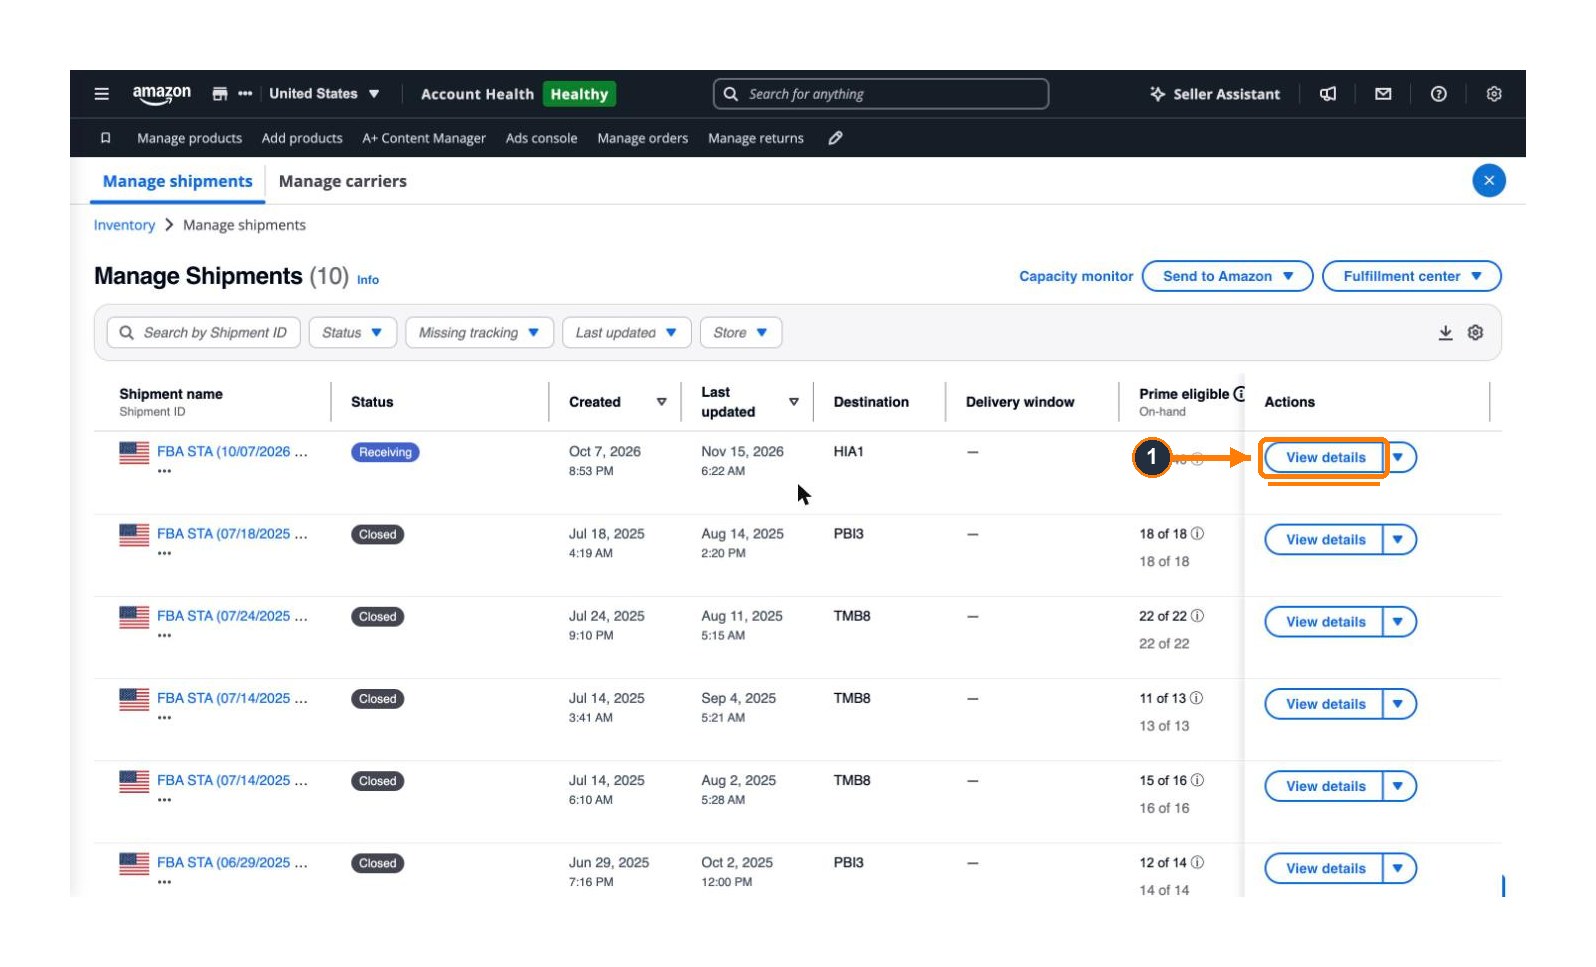 amazon ••• United States Account Health Healthy Search for anything Seller Assistant
Manage products Add products A+ Content Manager Ads console Manage orders Manage returns
Manage shipments Manage carriers
Inventory > Manage shipments
Manage Shipments (10) Info Capacity monitor Send to Amazon Fulfillment center
Search by Shipment ID Status Missing tracking Last updated Store
Shipment name Status Created Last updated Destination Delivery window Prime eligible Actions
Shipment ID On-hand
FBA STA (10/07/2026 ... Receiving Oct 7, 2026 Nov 15, 2026 HIA1 — 1 View details
••• 8:53 PM 6:22 AM
FBA STA (07/18/2025 ... Closed Jul 18, 2025 Aug 14, 2025 PBI3 — 18 of 18 View details
••• 4:19 AM 2:20 PM 18 of 18
FBA STA (07/24/2025 ... Closed Jul 24, 2025 Aug 11, 2025 TMB8 — 22 of 22 View details
••• 9:10 PM 5:15 AM 22 of 22
FBA STA (07/14/2025 ... Closed Jul 14, 2025 Sep 4, 2025 TMB8 — 11 of 13 View details
••• 3:41 AM 5:21 AM 13 of 13
FBA STA (07/14/2025 ... Closed Jul 14, 2025 Aug 2, 2025 TMB8 — 15 of 16 View details
••• 6:10 AM 5:28 AM 16 of 16
FBA STA (06/29/2025 ... Closed Jun 29, 2025 Oct 2, 2025 PBI3 — 12 of 14 View details
••• 7:16 PM 12:00 PM 14 of 14